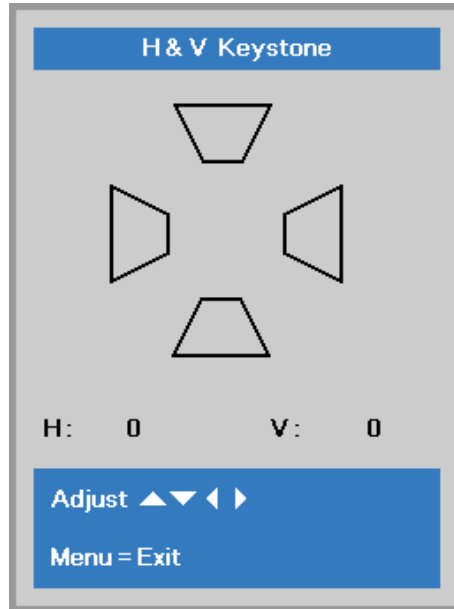 H & V Keystone
H: 0 V: 0
Adjust ▲▼◀▶
Menu = Exit